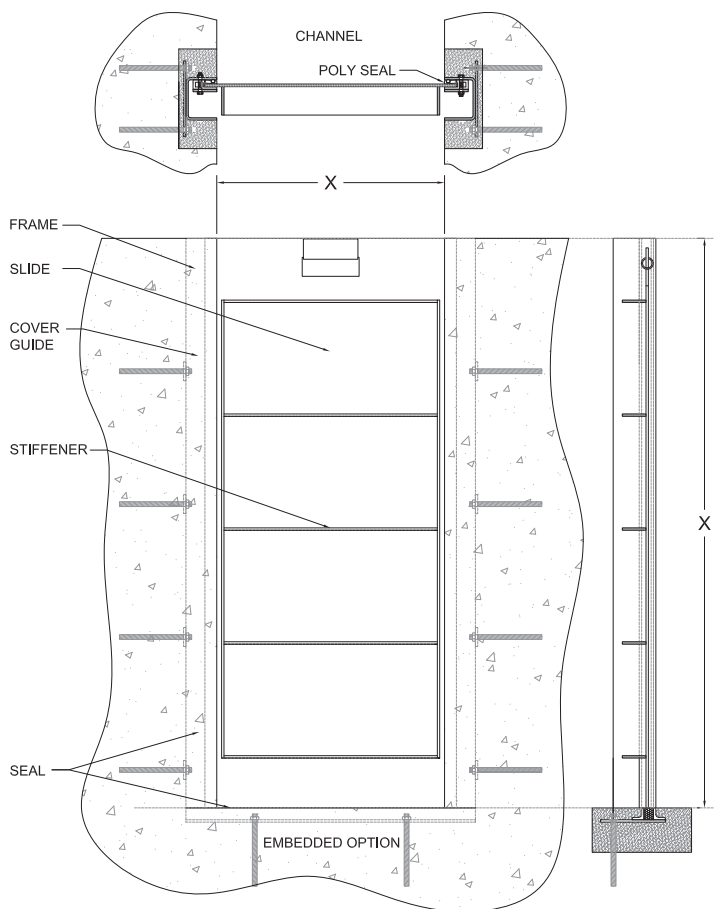 CHANNEL
POLY SEAL
X
FRAME
SLIDE
COVER
GUIDE
STIFFENER
X
SEAL
EMBEDDED OPTION